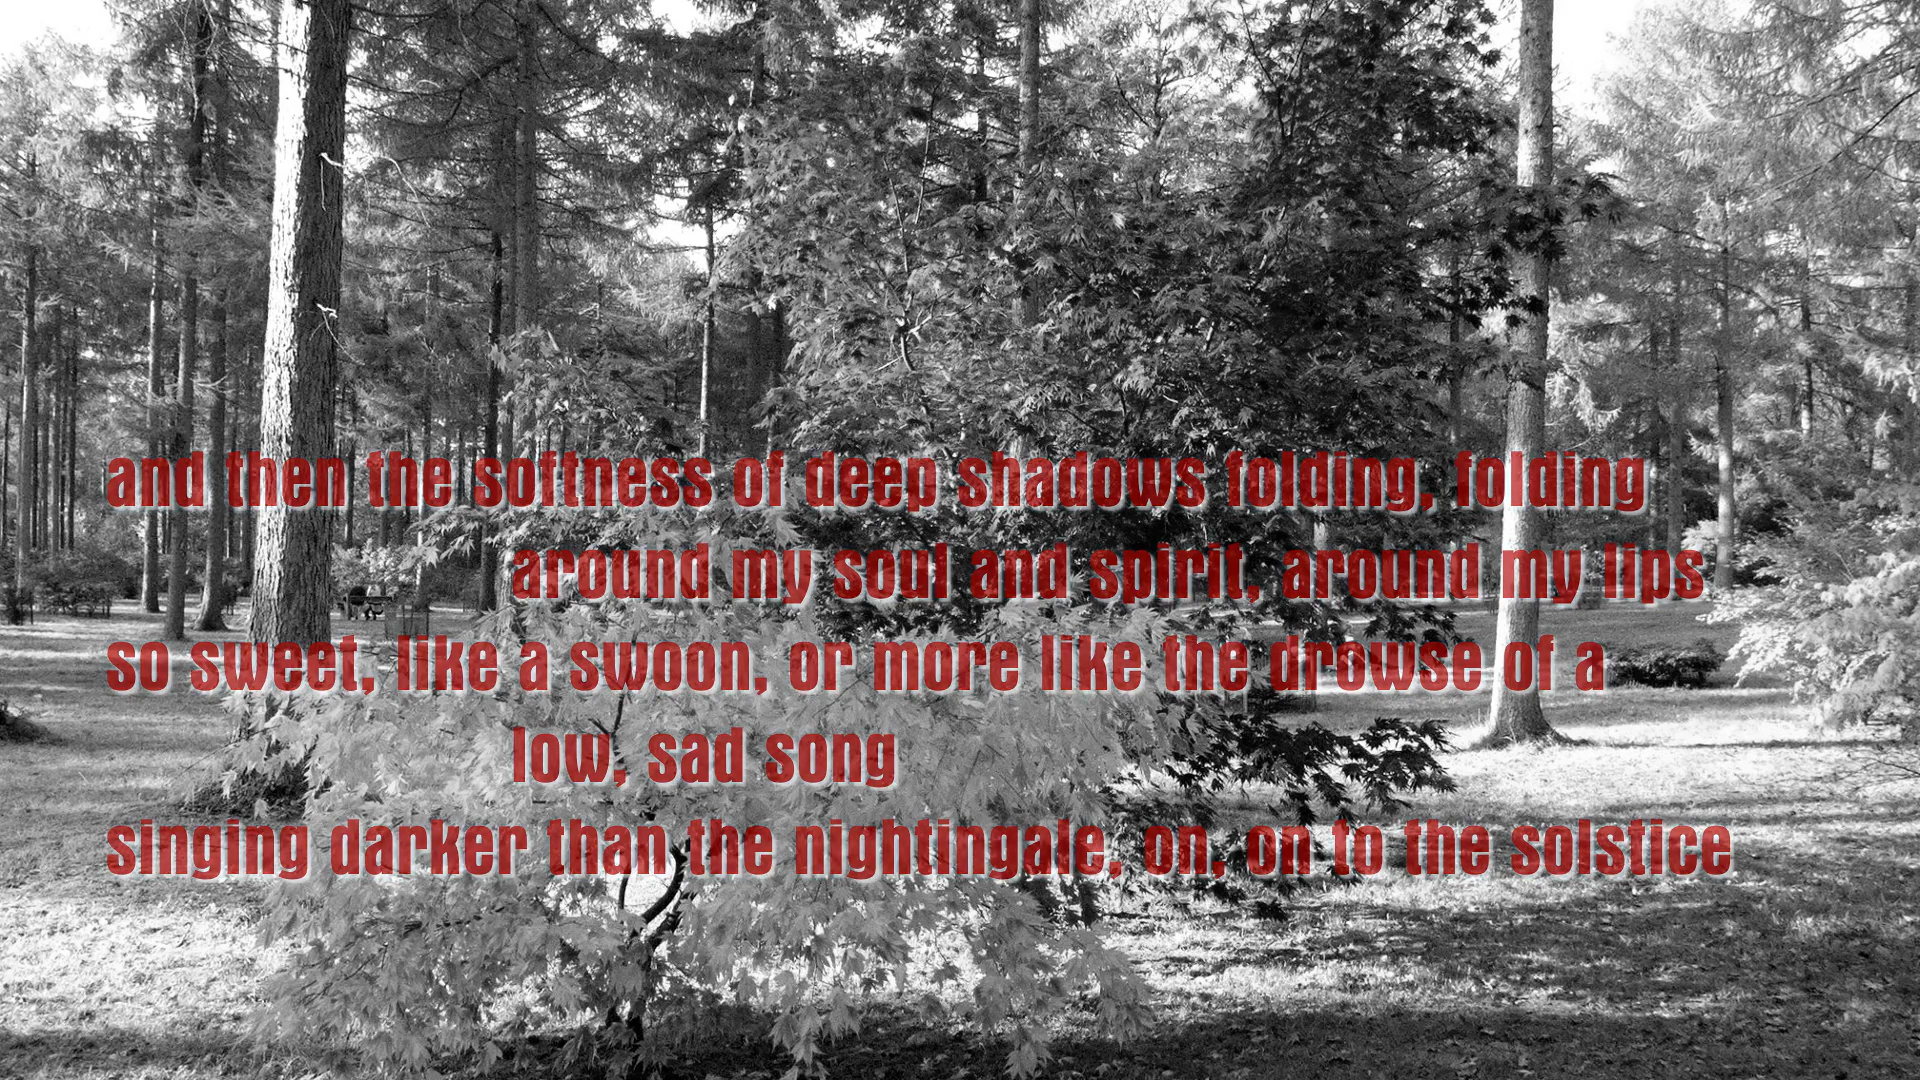 and then the softness of deep shadows folding, folding
around my soul and spirit, around my lips
so sweet, like a swoon, or more like the drowse of a
low, sad song
singing darker than the nightingale, on, on to the solstice